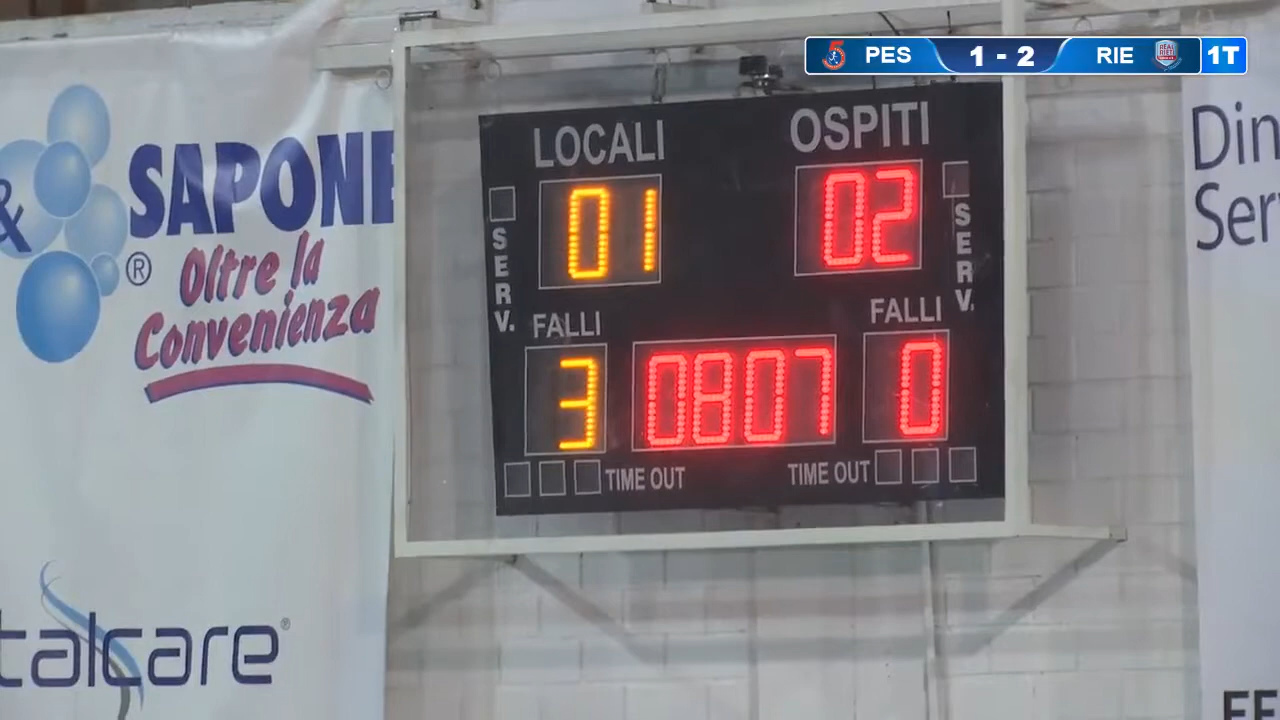 PES 1 - 2 RIE 1T
& SAPONE
®
Oltre la
Convenienza
talcare®
LOCALI OSPITI
01 02
SERV. SERV.
FALLI FALLI
3 0807 0
TIME OUT TIME OUT
Din
Serv